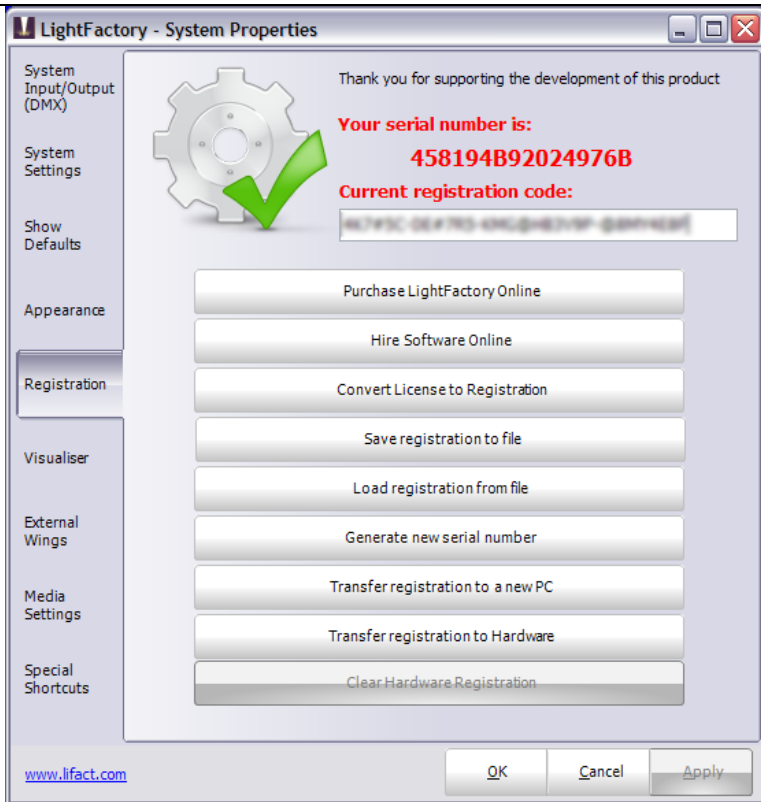 LightFactory - System Properties
System
Input/Output
(DMX)
System
Settings
Show
Defaults
Appearance
Registration
Visualiser
External
Wings
Media
Settings
Special
Shortcuts
Thank you for supporting the development of this product
Your serial number is:
458194B92024976B
Current registration code:
Purchase LightFactory Online
Hire Software Online
Convert License to Registration
Save registration to file
Load registration from file
Generate new serial number
Transfer registration to a new PC
Transfer registration to Hardware
Clear Hardware Registration
www.lifact.com
OK
Cancel
Apply